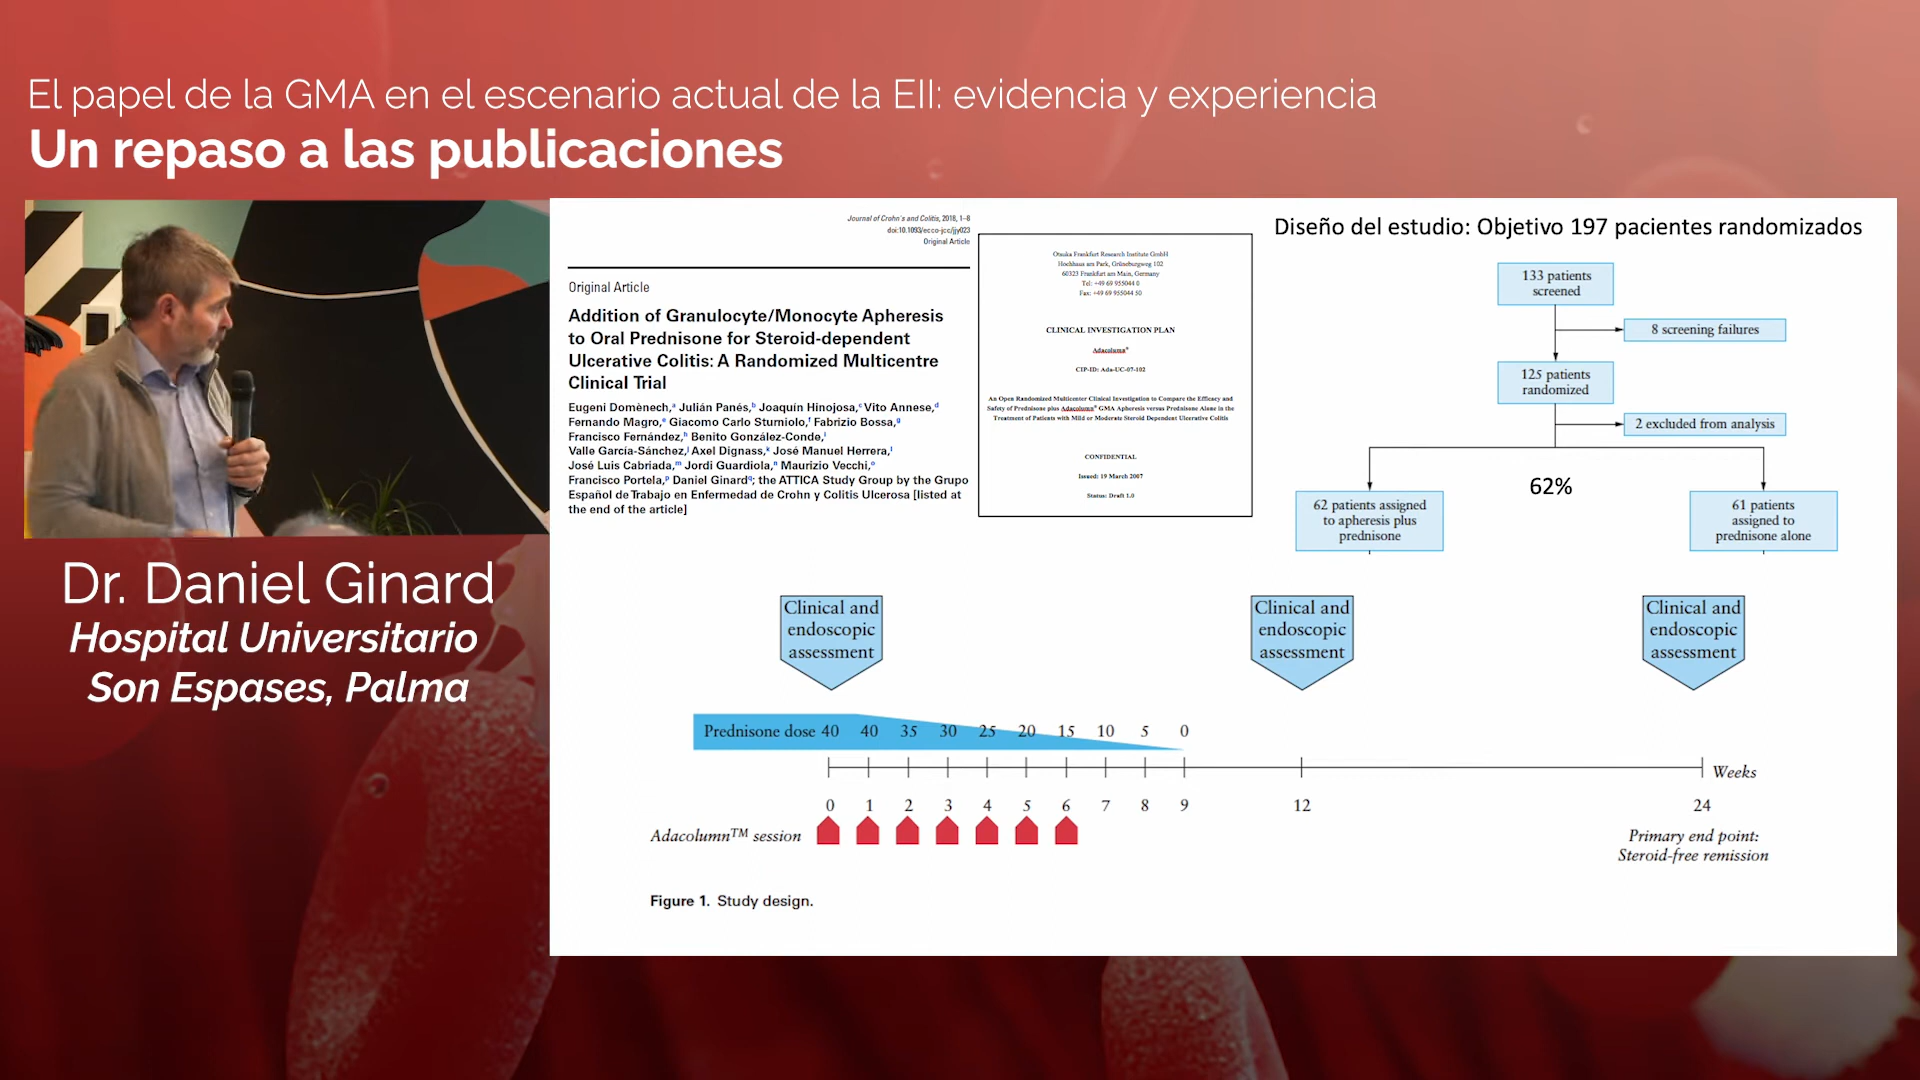 El papel de la GMA en el escenario actual de la EII: evidencia y experiencia
Un repaso a las publicaciones
Dr. Daniel Ginard
Hospital Universitario
Son Espases, Palma
Journal of Crohn's and Colitis, 2018, 1–8
doi:10.1093/ecco-jcc/jjy023
Original Article
Original Article
Addition of Granulocyte/Monocyte Apheresis
to Oral Prednisone for Steroid-dependent
Ulcerative Colitis: A Randomized Multicentre
Clinical Trial
Eugeni Domènech,a Julián Panés,b Joaquín Hinojosa,c Vito Annese,d
Fernando Magro,e Giacomo Carlo Sturniolo,f Fabrizio Bossa,g
Francisco Fernández,h Benito González-Conde,i
Valle García-Sánchez,j Axel Dignass,k José Manuel Herrera,l
José Luis Cabriada,m Jordi Guardiola,n Maurizio Vecchi,o
Francisco Portela,p Daniel Ginardq; the ATTICA Study Group by the Grupo
Español de Trabajo en Enfermedad de Crohn y Colitis Ulcerosa [listed at
the end of the article]
Otsuka Frankfurt Research Institute GmbH
Hochhaus am Park, Grüneburgweg 102
60323 Frankfurt am Main, Germany
Tel: +49 69 955044 0
Fax: +49 69 955044 50
CLINICAL INVESTIGATION PLAN
Adacolumn®
CIP-ID: Ada-UC-07-102
An Open Randomized Multicenter Clinical Investigation to Compare the Efficacy and
Safety of Prednisone plus Adacolumn® GMA Apheresis versus Prednisone Alone in the
Treatment of Patients with Mild or Moderate Steroid Dependent Ulcerative Colitis
CONFIDENTIAL
Issued: 19 March 2007
Status: Draft 1.0
Diseño del estudio: Objetivo 197 pacientes randomizados
133 patients
screened
8 screening failures
125 patients
randomized
2 excluded from analysis
62%
62 patients assigned
to apheresis plus
prednisone
61 patients
assigned to
prednisone alone
Clinical and
endoscopic
assessment
Clinical and
endoscopic
assessment
Clinical and
endoscopic
assessment
Prednisone dose 40 40 35 30 25 20 15 10 5 0
Weeks
0 1 2 3 4 5 6 7 8 9 12 24
Adacolumn™ session
Primary end point:
Steroid-free remission
Figure 1. Study design.